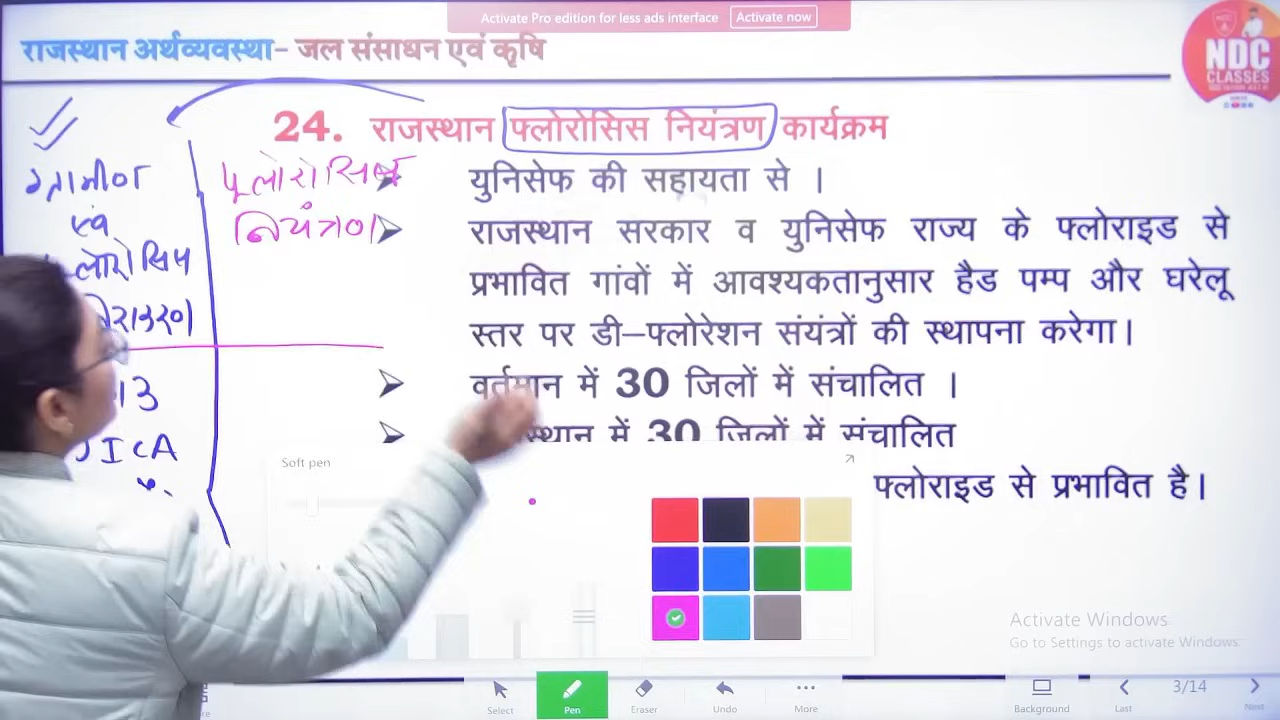 Activate Pro edition for less ads interface
Activate now
राजस्थान अर्थव्यवस्था– जल संसाधन एवं कृषि
NDC
CLASSES
24. राजस्थान फ्लोरोसिस नियंत्रण कार्यक्रम
ग्रामीण
एवं
फ्लोरोसिस
नियंत्रण
13
JICA
यूनिसेफ की सहायता से ।
राजस्थान सरकार व युनिसेफ राज्य के फ्लोराइड से
प्रभावित गांवों में आवश्यकतानुसार हैड पम्प और घरेलू
स्तर पर डी–फ्लोरेशन संयंत्रों की स्थापना करेगा।
वर्तमान में 30 जिलों में संचालित ।
में 30 जिलों में संचालित
फ्लोराइड से प्रभावित है।
Soft pen
Activate Windows
Go to Settings to activate Windows.
Select
Pen
Eraser
Undo
More
Background
Last
3/14
Next